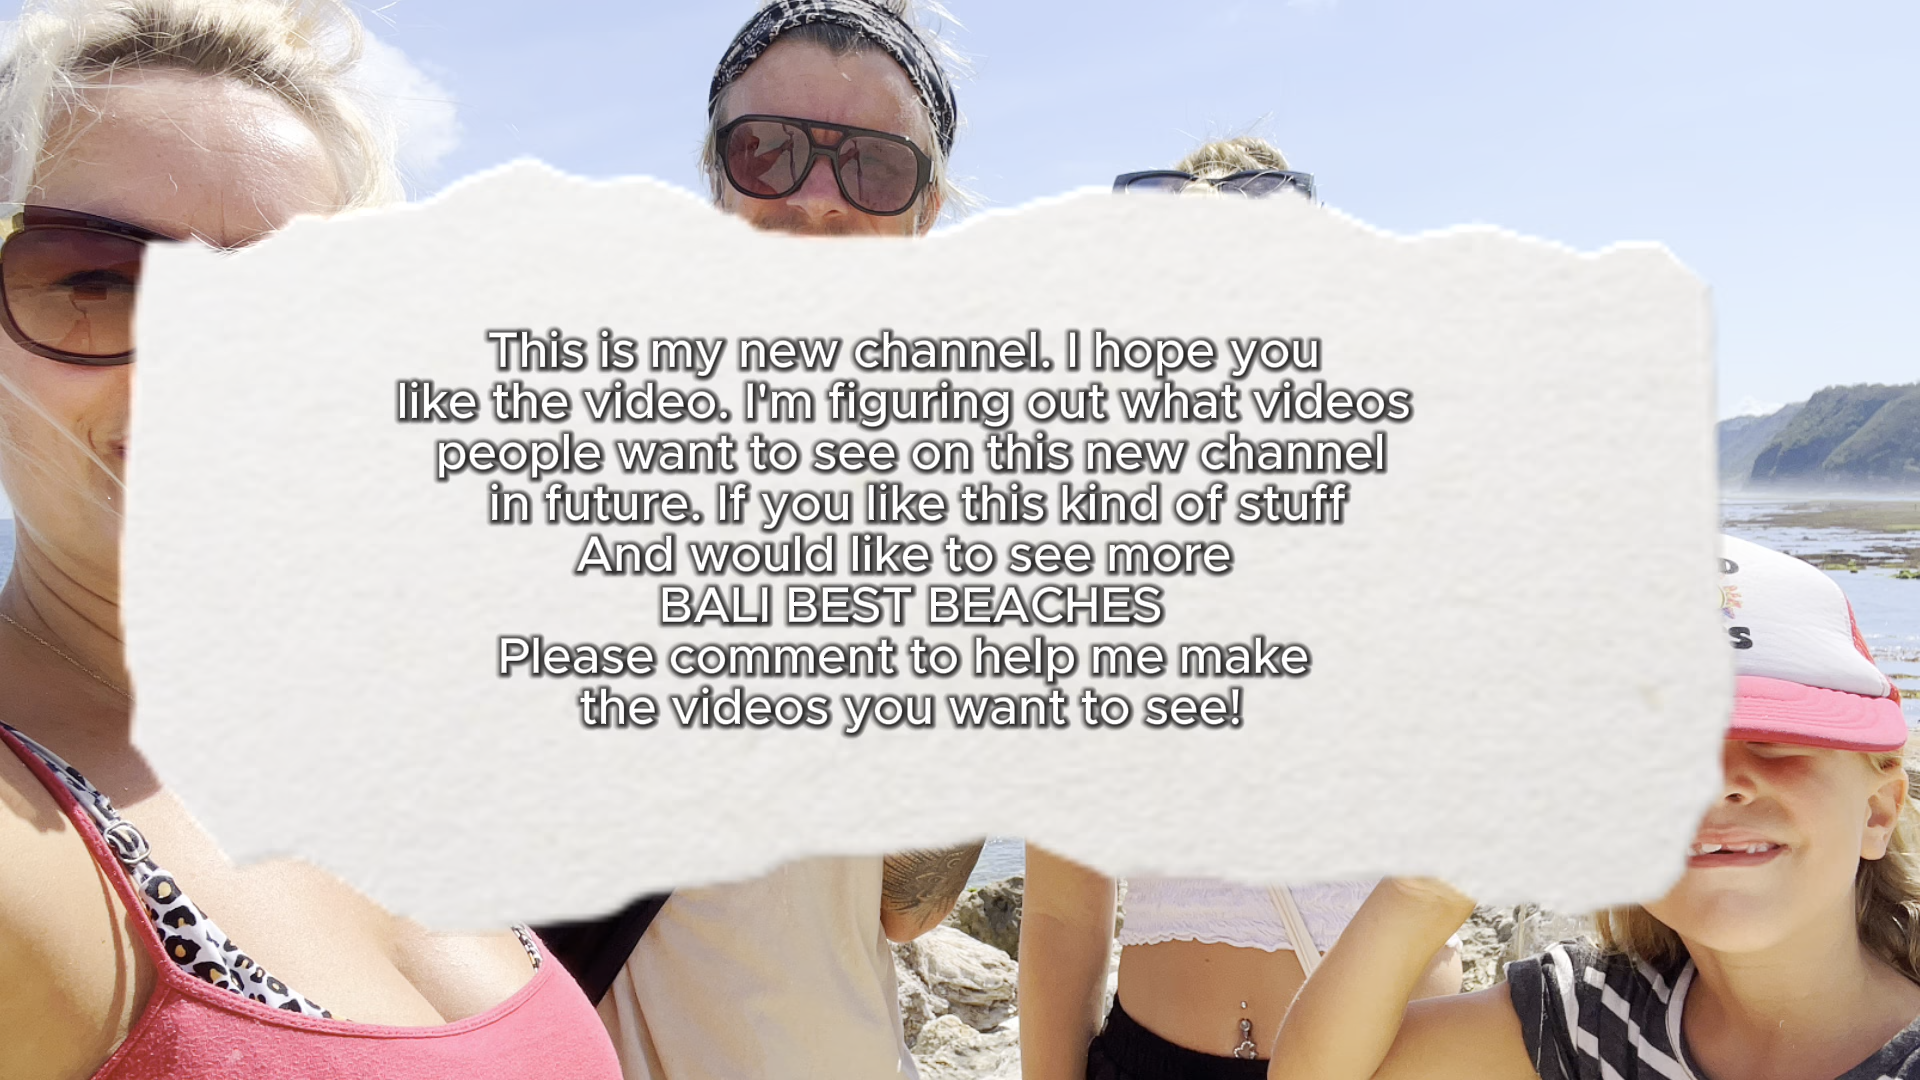 This is my new channel. I hope you
like the video. I'm figuring out what videos
people want to see on this new channel
in future. If you like this kind of stuff
And would like to see more
BALI BEST BEACHES
Please comment to help me make
the videos you want to see!